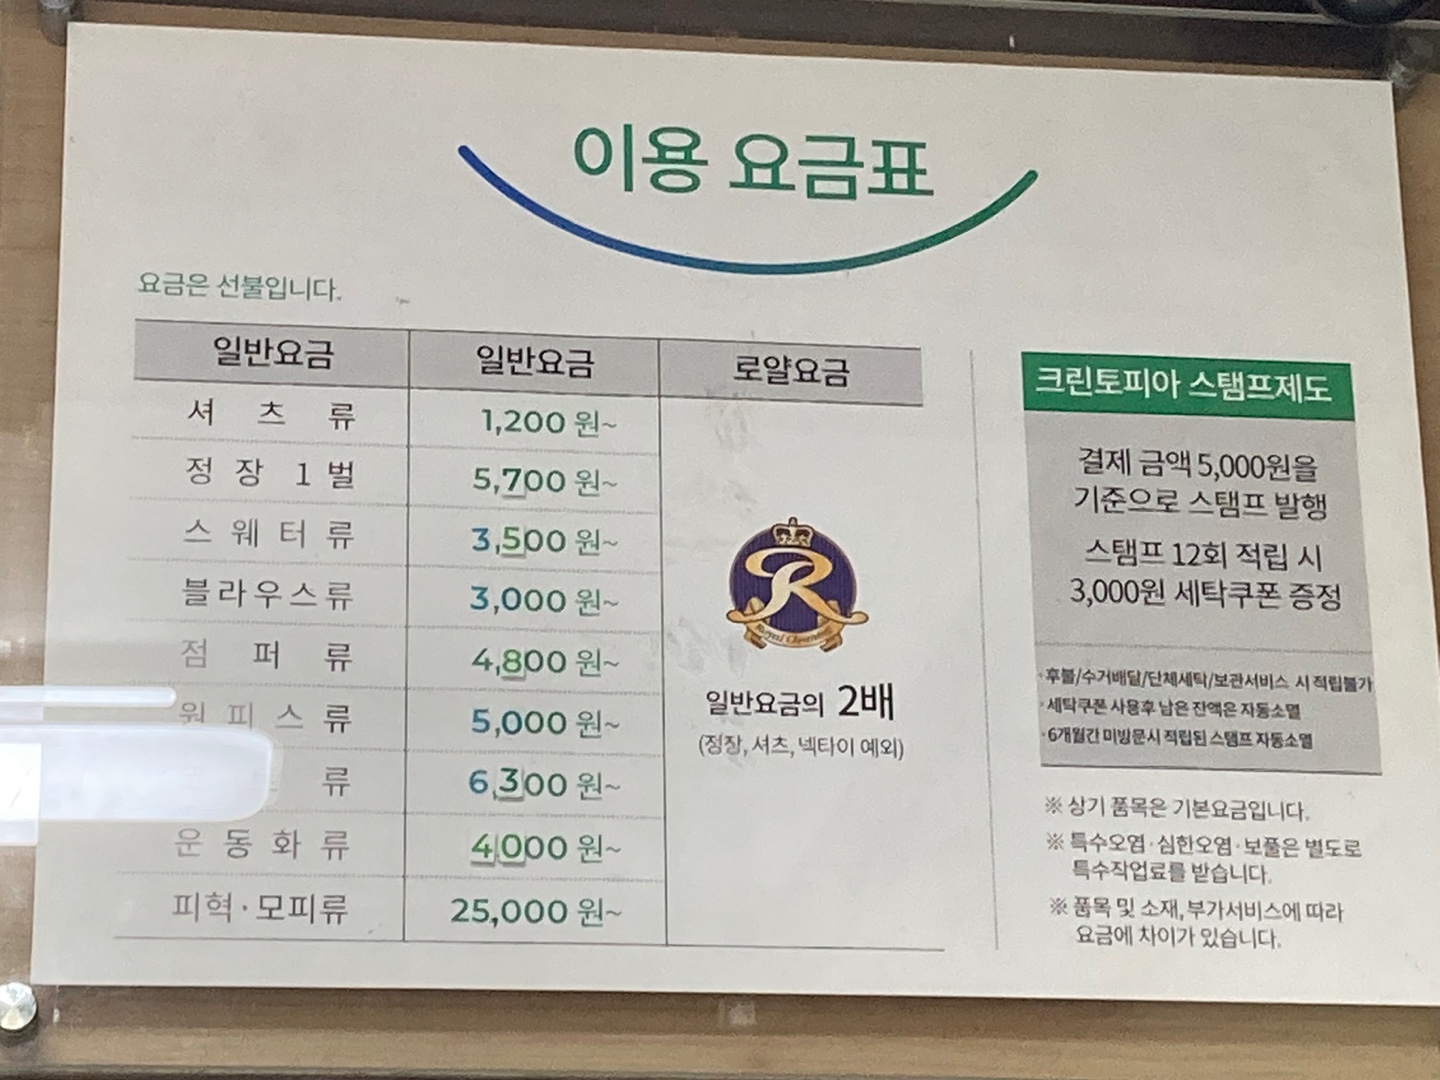 이용 요금표
요금은 선불입니다.
일반요금 일반요금 로얄요금
셔츠류 1,200 원~
정장 1벌 5,700 원~
스웨터류 3,500 원~
블라우스류 3,000 원~
점퍼류 4,800 원~
원피스류 5,000 원~
류 6,300 원~
운동화류 4000 원~
피혁·모피류 25,000 원~
R
일반요금의 2배
(정장, 셔츠, 넥타이 예외)
크린토피아 스탬프제도
결제 금액 5,000원을
기준으로 스탬프 발행
스탬프 12회 적립 시
3,000원 세탁쿠폰 증정
· 후불/수거배달/단체세탁/보관서비스 시 적립불가
· 세탁쿠폰 사용후 남은 잔액은 자동소멸
· 6개월간 미방문시 적립된 스탬프 자동소멸
※ 상기 품목은 기본요금입니다.
※ 특수오염·심한오염·보풀은 별도로
특수작업료를 받습니다.
※ 품목 및 소재, 부가서비스에 따라
요금에 차이가 있습니다.